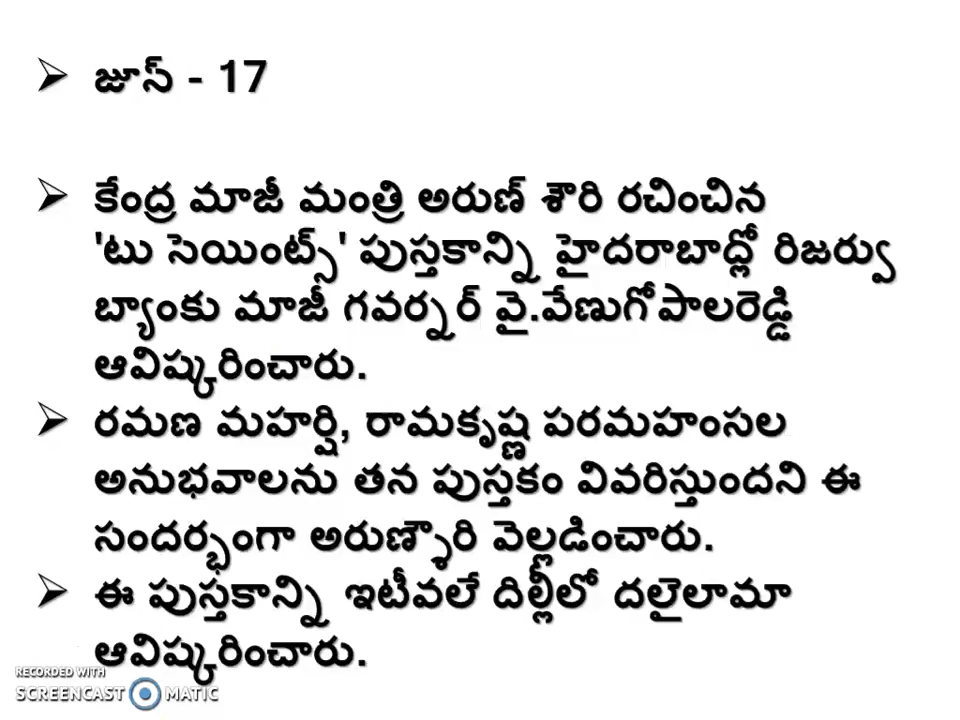 జూన్ - 17
కేంద్ర మాజీ మంత్రి అరుణ్ శౌరి రచించిన
'టు సెయింట్స్' పుస్తకాన్ని హైదరాబాద్లో రిజర్వు
బ్యాంకు మాజీ గవర్నర్ వై.వేణుగోపాలరెడ్డి
ఆవిష్కరించారు.
రమణ మహర్షి, రామకృష్ణ పరమహంసల
అనుభవాలను తన పుస్తకం వివరిస్తుందని ఈ
సందర్భంగా అరుణ్శౌరి వెల్లడించారు.
ఈ పుస్తకాన్ని ఇటీవలే దిల్లీలో దలైలామా
ఆవిష్కరించారు.
RECORDED WITH
SCREENCAST MATIC